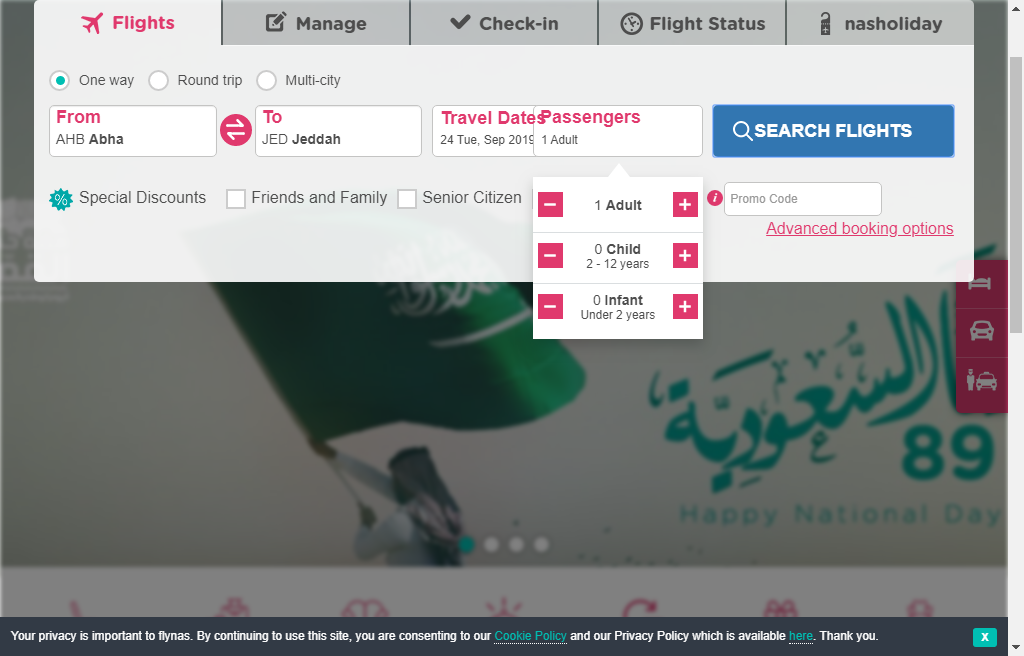 Flights
Manage
Check-in
Flight Status
nasholiday
One way
Round trip
Multi-city
From
AHB Abha
To
JED Jeddah
Travel Dates
24 Tue, Sep 2019
Passengers
1 Adult
SEARCH FLIGHTS
% Special Discounts
Friends and Family
Senior Citizen
1 Adult
i
Promo Code
Advanced booking options
0 Child
2 - 12 years
0 Infant
Under 2 years
السعودية
89
Happy National Day
Your privacy is important to flynas. By continuing to use this site, you are consenting to our Cookie Policy and our Privacy Policy which is available here. Thank you.
X